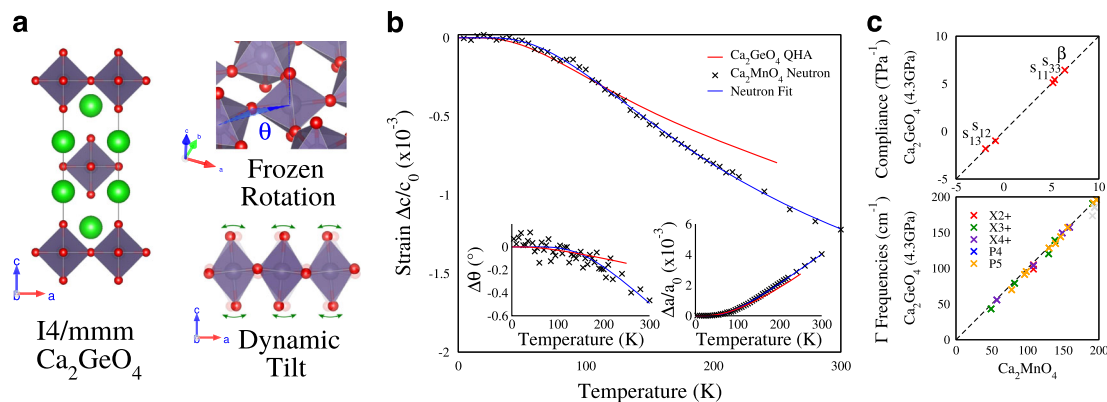 a
I4/mmm
Ca₂GeO₄
c
b
a
θ
c
b
a
Frozen
Rotation
c
b
a
Dynamic
Tilt
b
Strain Δc/c₀ (x10⁻³)
0
-0.5
-1
-1.5
-2
0
100
200
300
Temperature (K)
Ca₂GeO₄ QHA
Ca₂MnO₄ Neutron
Neutron Fit
Δθ (°)
0.4
0
-0.4
0 100 200 300
Temperature (K)
Δa/a₀ (x10⁻³)
6
4
2
0
0 100 200 300
Temperature (K)
c
Compliance (TPa⁻¹)
Ca₂GeO₄ (4.3GPa)
10
5
0
-5
-5 0 5 10
β
s₁₁ s₃₃
s₁₃ s₁₂
Γ Frequencies (cm⁻¹)
Ca₂GeO₄ (4.3GPa)
200
150
100
50
0
0 50 100 150 200
Ca₂MnO₄
X2+
X3+
X4+
P4
P5